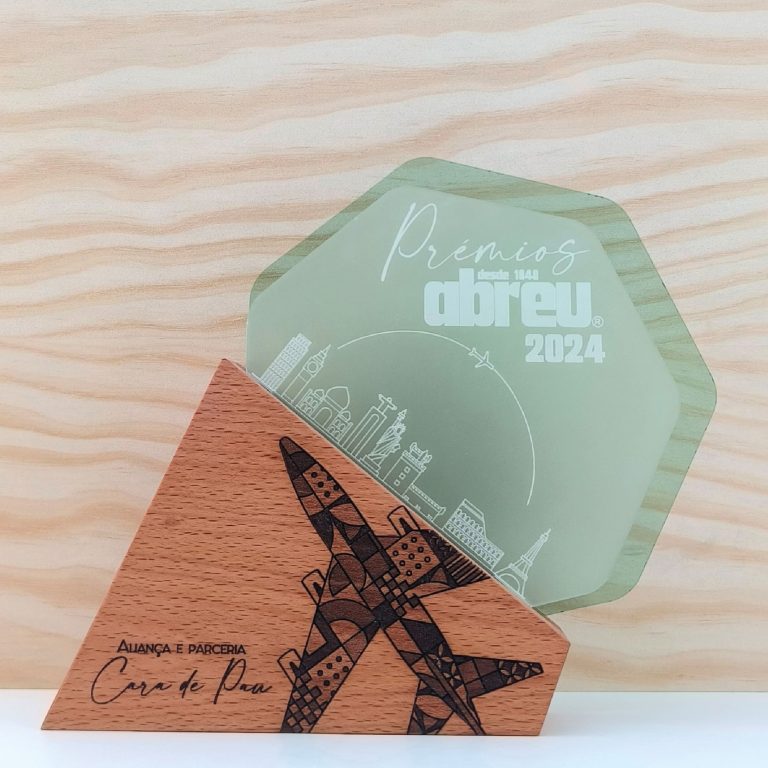 Prémios
desde 1840
abreu®
2024
ALIANÇA E PARCERIA
Cara de Pau